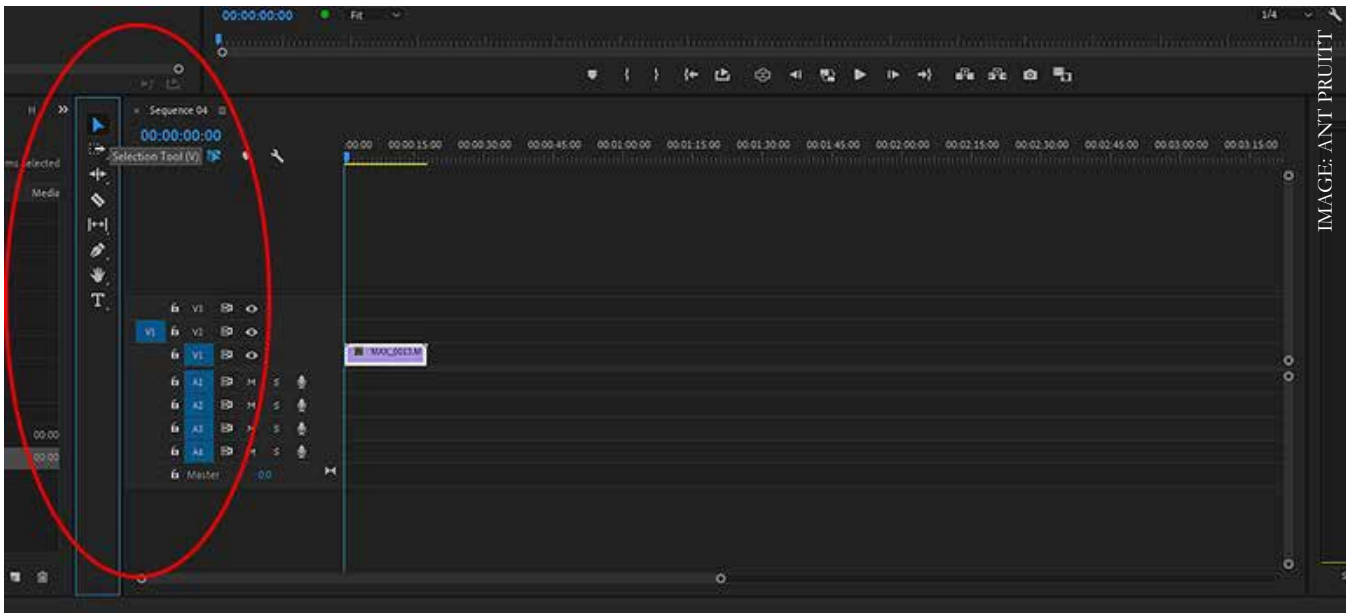 00:00:00:00 Fit 1/4
Sequence 04
00:00:00:00
Selection Tool (V)
:00:00 00:00:15:00 00:00:30:00 00:00:45:00 00:01:00:00 00:01:15:00 00:01:30:00 00:01:45:00 00:02:00:00 00:02:15:00 00:02:30:00 00:02:45:00 00:03:00:00 00:03:15:00
selected
Media
T
V3
V1 V2
V1 MAX_0013.M
A1 M S
A2 M S
A3 M S
A4 M S
Master 0.0
00:00
00:00
IMAGE: ANT PRUITT